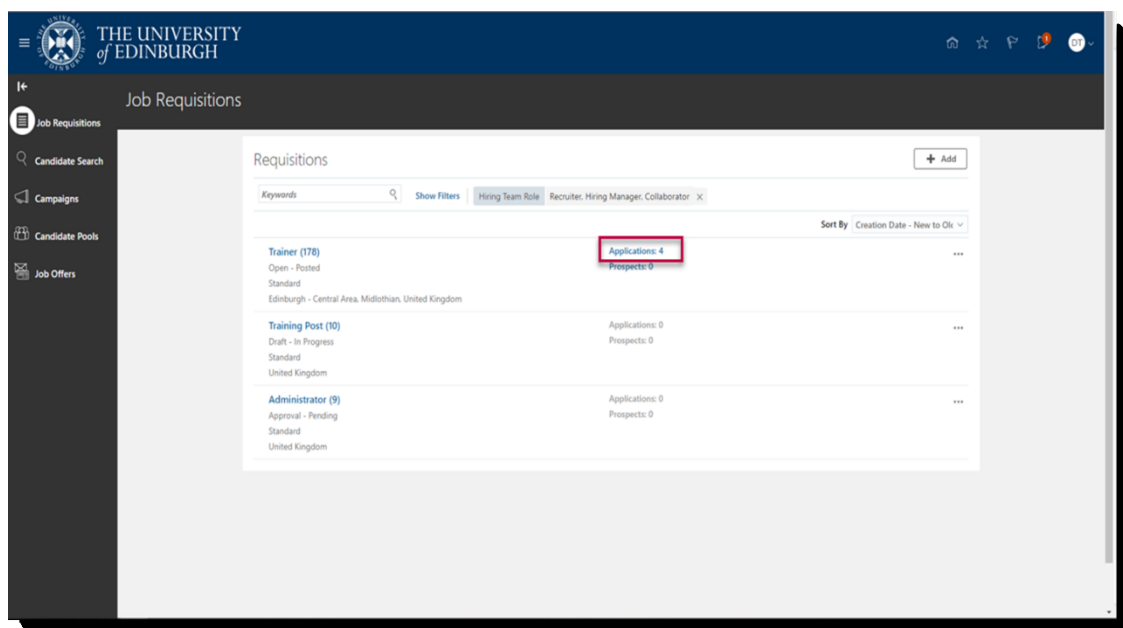 THE UNIVERSITY
of EDINBURGH
DT
Job Requisitions
Job Requisitions
Candidate Search
Campaigns
Candidate Pools
Job Offers
Requisitions
+ Add
Keywords
Show Filters
Hiring Team Role Recruiter, Hiring Manager, Collaborator X
Sort By Creation Date - New to Olc
Trainer (178)
Applications: 4
Open - Posted
Prospects: 0
Standard
Edinburgh - Central Area, Midlothian, United Kingdom
Training Post (10)
Applications: 0
Draft - In Progress
Prospects: 0
Standard
United Kingdom
Administrator (9)
Applications: 0
Approval - Pending
Prospects: 0
Standard
United Kingdom